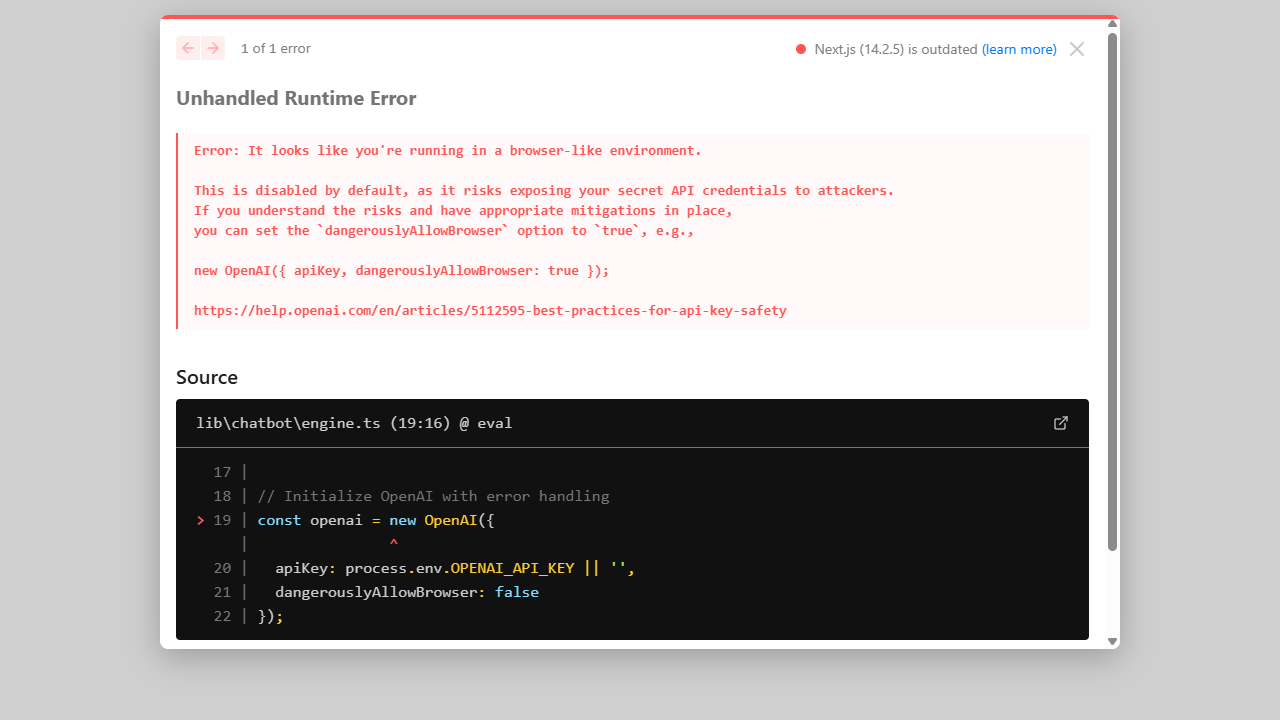 1 of 1 error
Next.js (14.2.5) is outdated (learn more)
Unhandled Runtime Error
Error: It looks like you're running in a browser-like environment.
This is disabled by default, as it risks exposing your secret API credentials to attackers.
If you understand the risks and have appropriate mitigations in place,
you can set the `dangerouslyAllowBrowser` option to `true`, e.g.,
new OpenAI({ apiKey, dangerouslyAllowBrowser: true });
https://help.openai.com/en/articles/5112595-best-practices-for-api-key-safety
Source
lib\chatbot\engine.ts (19:16) @ eval
17 |
18 | // Initialize OpenAI with error handling
> 19 | const openai = new OpenAI({
| ^
20 | apiKey: process.env.OPENAI_API_KEY || '',
21 | dangerouslyAllowBrowser: false
22 | });